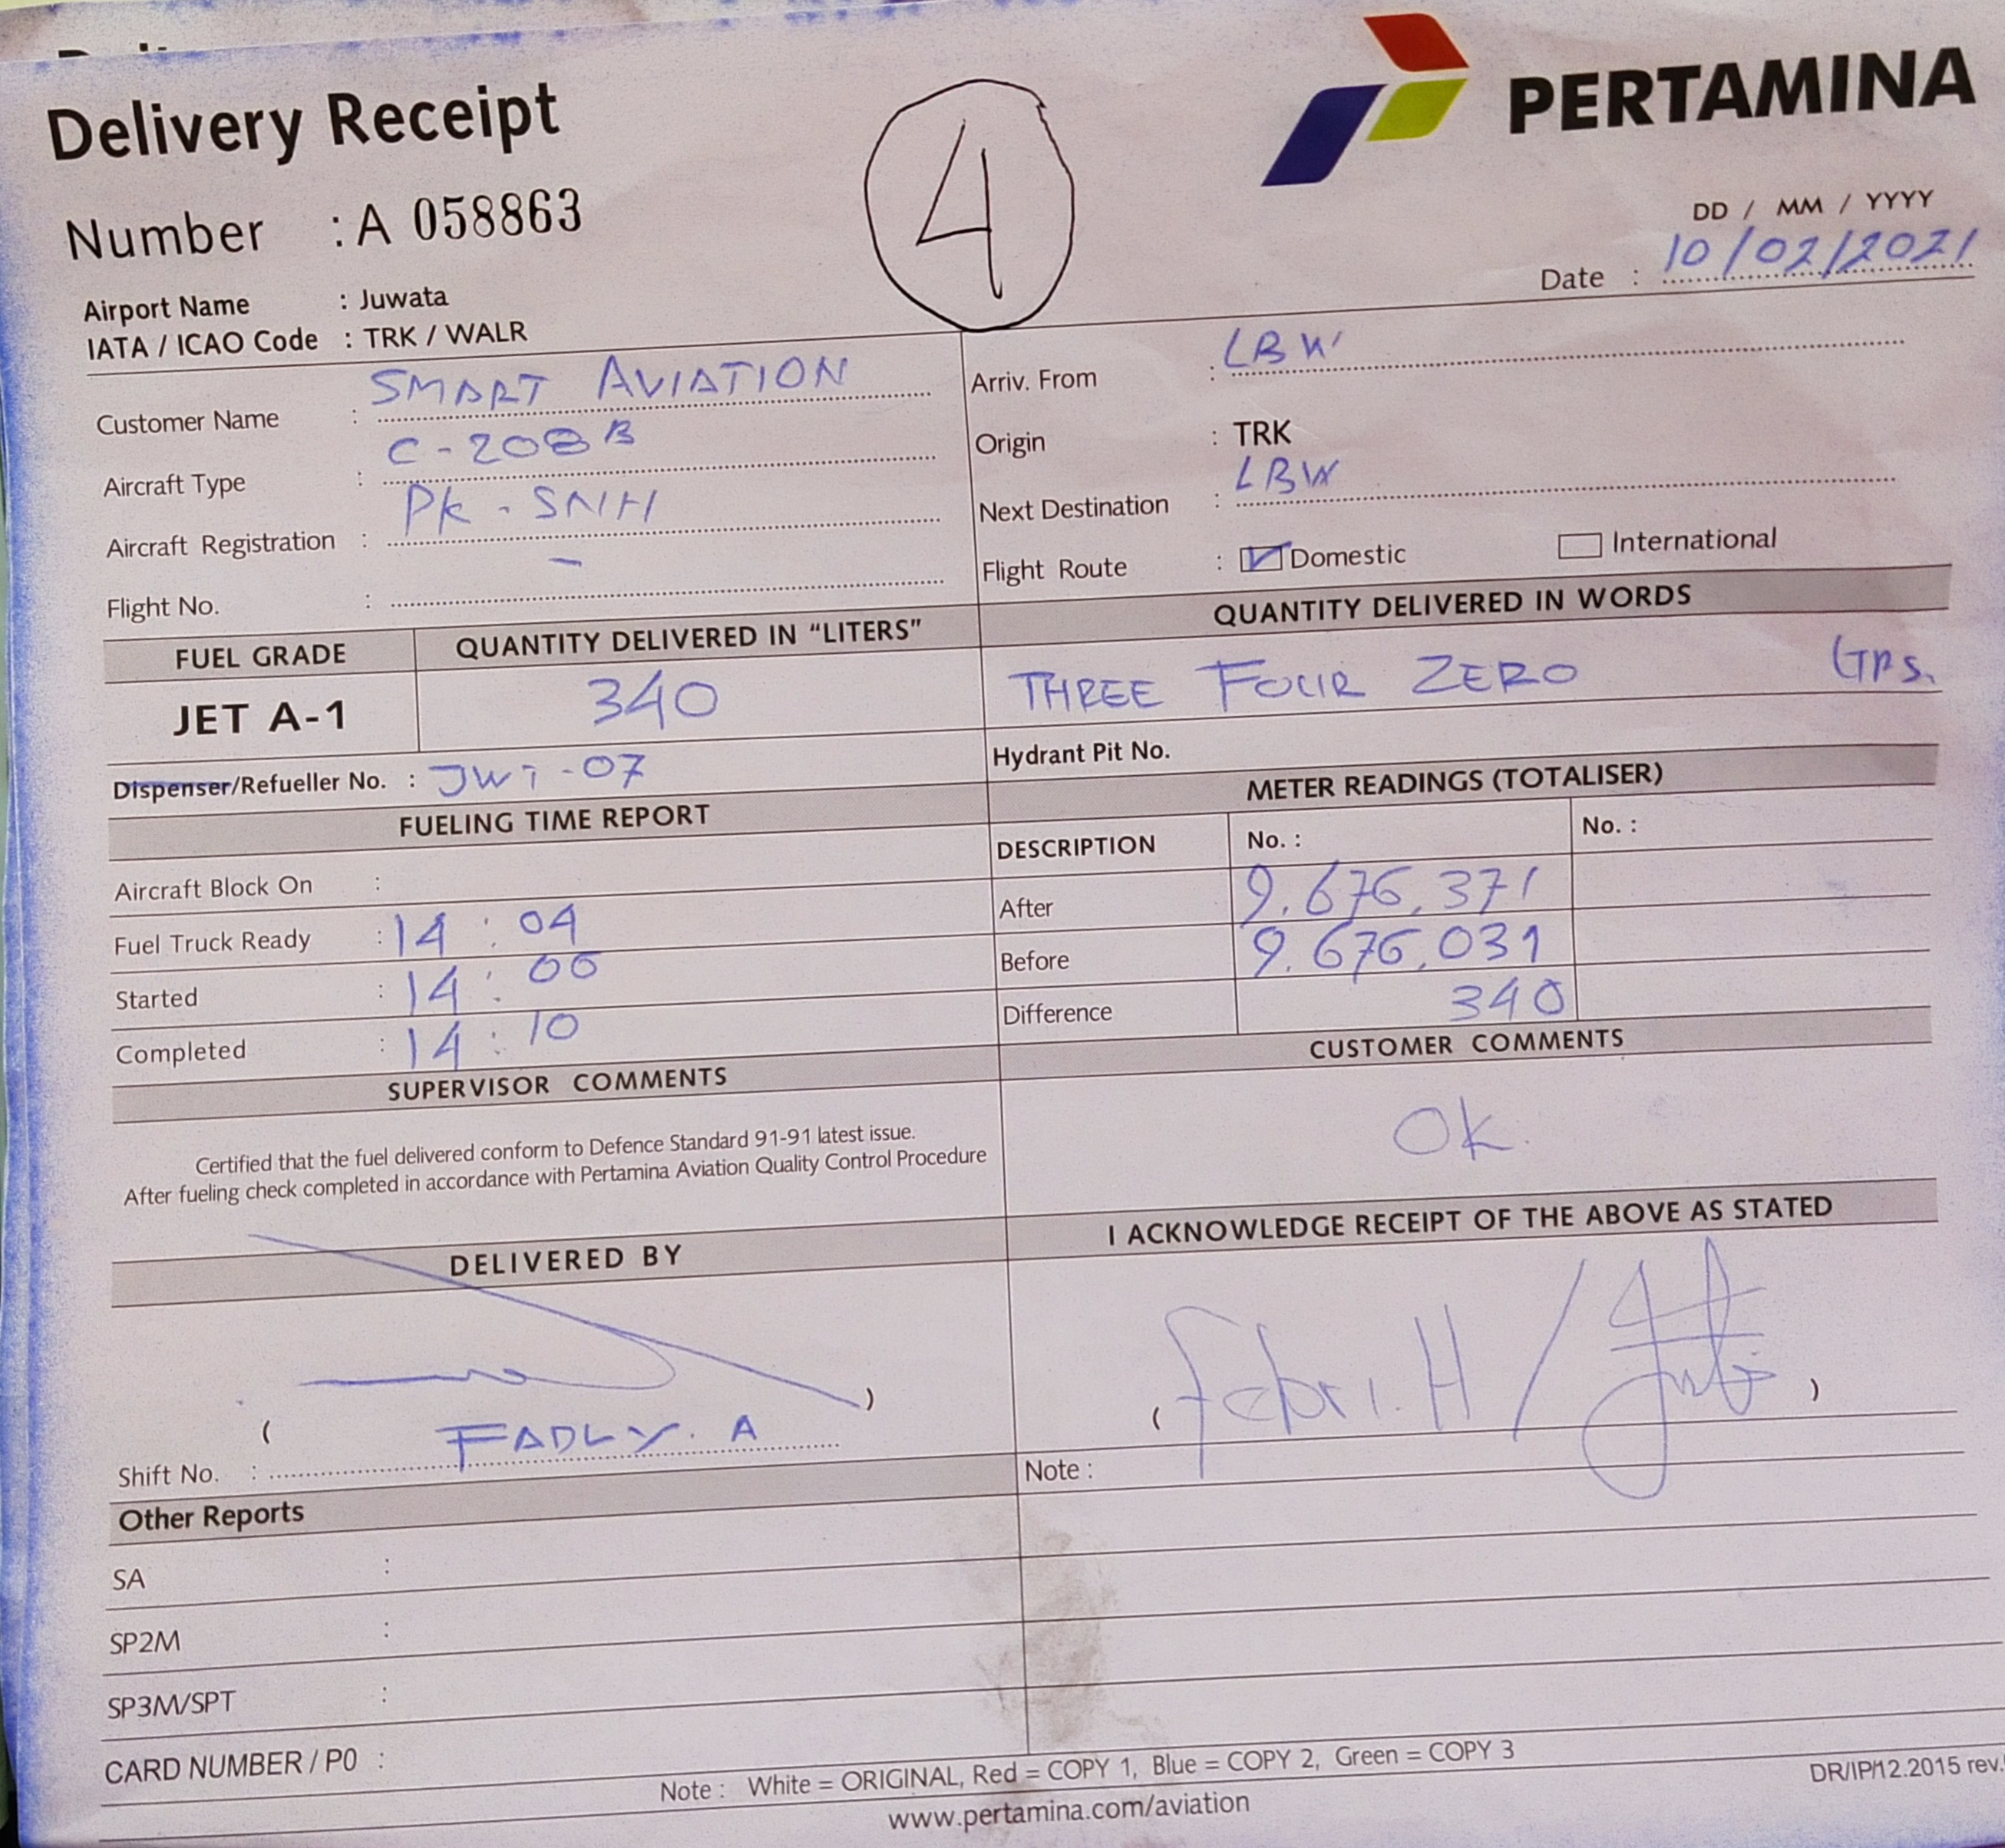 Delivery Receipt
4
PERTAMINA
Number : A 058863
DD / MM / YYYY
Date : 10/02/2021
Airport Name : Juwata
IATA / ICAO Code : TRK / WALR
Customer Name : SMART AVIATION
Aircraft Type : C-208B
Aircraft Registration : PK - SNH
Flight No. : -
Arriv. From : LBW
Origin : TRK
Next Destination : LBW
Flight Route : Domestic International
FUEL GRADE QUANTITY DELIVERED IN "LITERS" QUANTITY DELIVERED IN WORDS
JET A-1 340 THREE FOUR ZERO
Dispenser/Refueller No. : JWT-07
Hydrant Pit No.
FUELING TIME REPORT
Aircraft Block On :
Fuel Truck Ready : 14 : 04
Started : 14 : 06
Completed : 14 : 10
METER READINGS (TOTALISER)
DESCRIPTION No. : No. :
After 9.676.371
Before 9.676.031
Difference 340
SUPERVISOR COMMENTS
Certified that the fuel delivered conform to Defence Standard 91-91 latest issue.
After fueling check completed in accordance with Pertamina Aviation Quality Control Procedure
CUSTOMER COMMENTS
Ok.
DELIVERED BY
( )
Shift No. : FADLY. A
I ACKNOWLEDGE RECEIPT OF THE ABOVE AS STATED
( Febri. H / )
Note :
Other Reports
SA :
SP2M :
SP3M/SPT :
CARD NUMBER / P0 :
Note : White = ORIGINAL, Red = COPY 1, Blue = COPY 2, Green = COPY 3
www.pertamina.com/aviation
DR/IP/12.2015 rev.